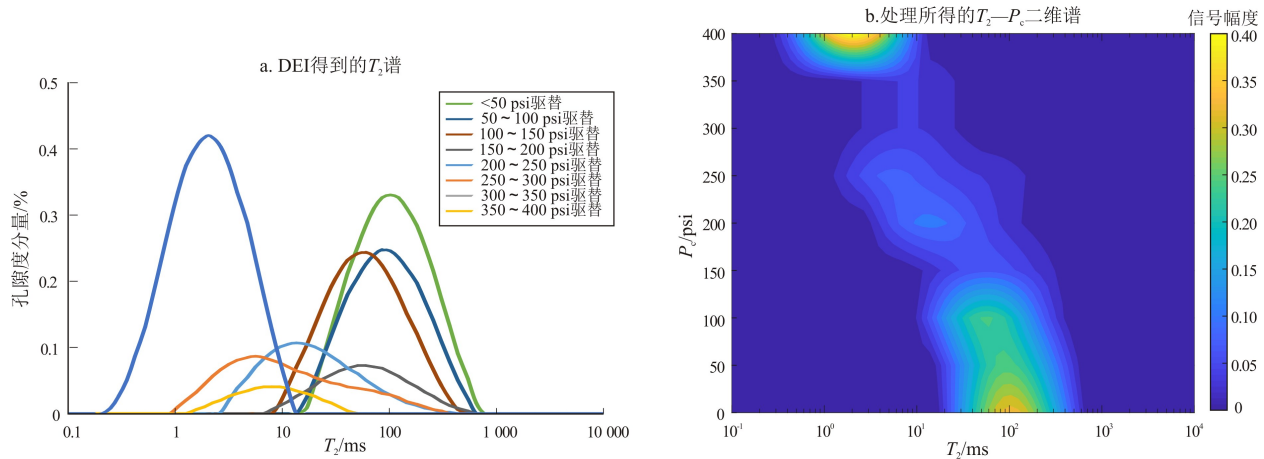 a. DEI得到的T₂谱
孔隙度分量/%
0.5
0.4
0.3
0.2
0.1
0
0.1
1
10
100
1 000
10 000
T₂/ms
<50 psi驱替
50~100 psi驱替
100~150 psi驱替
150~200 psi驱替
200~250 psi驱替
250~300 psi驱替
300~350 psi驱替
350~400 psi驱替
b.处理所得的T₂—Pc二维谱
信号幅度
Pc/psi
400
350
300
250
200
150
100
50
0
10⁻¹
10⁰
10¹
10²
10³
10⁴
T₂/ms
0.40
0.30
0.20
0.15
0.10
0.05
0